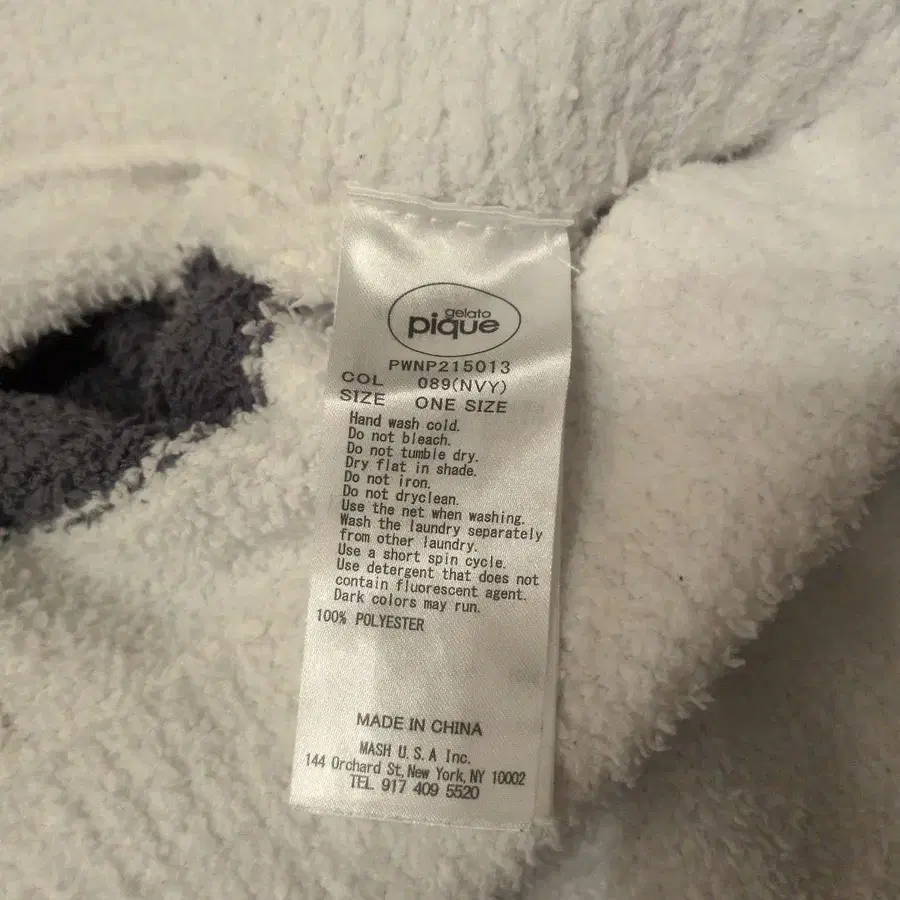 gelato
pique
PWNP215013
COL 089(NVY)
SIZE ONE SIZE
Hand wash cold.
Do not bleach.
Do not tumble dry.
Dry flat in shade.
Do not iron.
Do not dryclean.
Use the net when washing.
Wash the laundry separately
from other laundry.
Use a short spin cycle.
Use detergent that does not
contain fluorescent agent.
Dark colors may run.
100% POLYESTER
MADE IN CHINA
MASH U.S.A Inc.
144 Orchard St, New York, NY 10002
TEL 917 409 5520